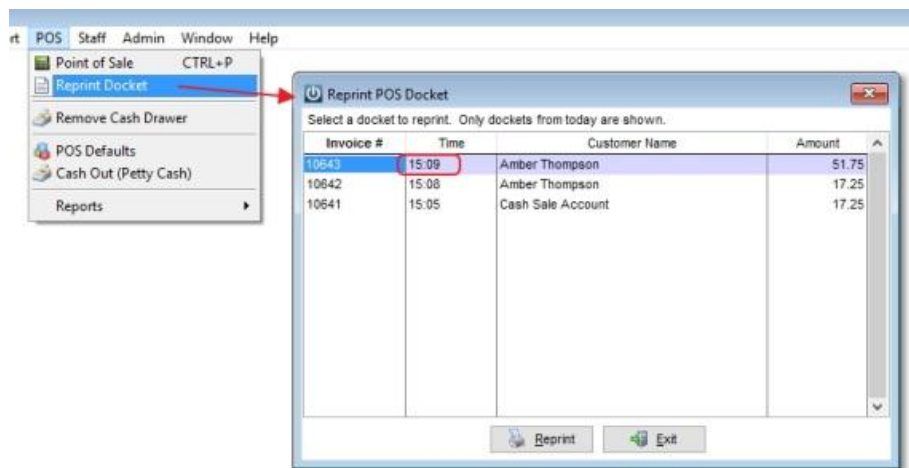 rt POS Staff Admin Window Help
Point of Sale CTRL+P
Reprint Docket
Remove Cash Drawer
POS Defaults
Cash Out (Petty Cash)
Reports
Reprint POS Docket
Select a docket to reprint. Only dockets from today are shown.
Invoice # Time Customer Name Amount
10643 15:09 Amber Thompson 51.75
10642 15:08 Amber Thompson 17.25
10641 15:05 Cash Sale Account 17.25
Reprint Exit